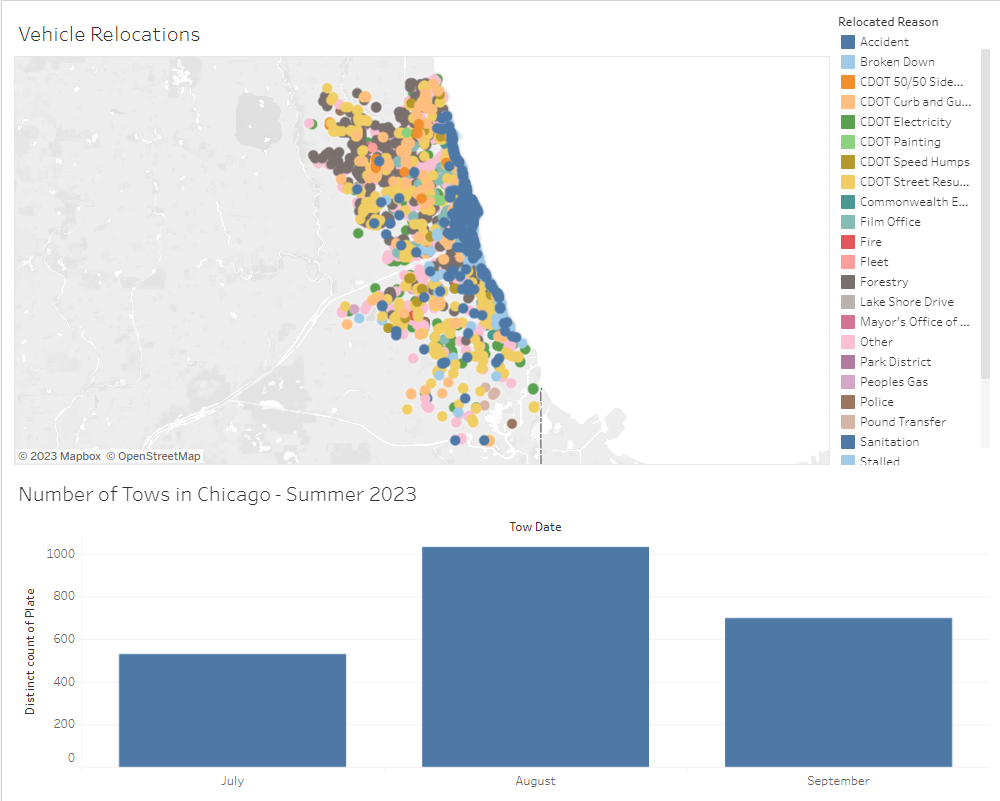 Vehicle Relocations
Relocated Reason
Accident
Broken Down
CDOT 50/50 Side...
CDOT Curb and Gu...
CDOT Electricity
CDOT Painting
CDOT Speed Humps
CDOT Street Resu...
Commonwealth E...
Film Office
Fire
Fleet
Forestry
Lake Shore Drive
Mayor's Office of ...
Other
Park District
Peoples Gas
Police
Pound Transfer
Sanitation
Stalled
© 2023 Mapbox © OpenStreetMap
Number of Tows in Chicago - Summer 2023
Tow Date
Distinct count of Plate
1000
800
600
400
200
0
July
August
September